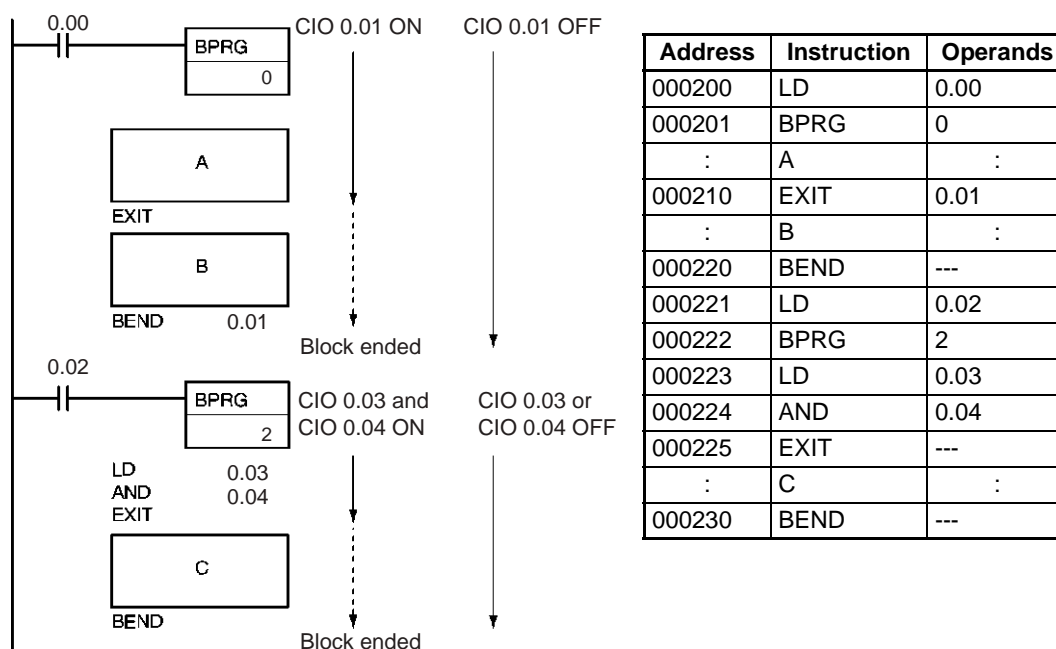 0.00
BPRG
0
CIO 0.01 ON
CIO 0.01 OFF
A
EXIT
B
BEND 0.01
Block ended
0.02
BPRG
2
CIO 0.03 and
CIO 0.04 ON
CIO 0.03 or
CIO 0.04 OFF
LD 0.03
AND 0.04
EXIT
C
BEND
Block ended
Address Instruction Operands
000200 LD 0.00
000201 BPRG 0
: A :
000210 EXIT 0.01
: B :
000220 BEND ---
000221 LD 0.02
000222 BPRG 2
000223 LD 0.03
000224 AND 0.04
000225 EXIT ---
: C :
000230 BEND ---